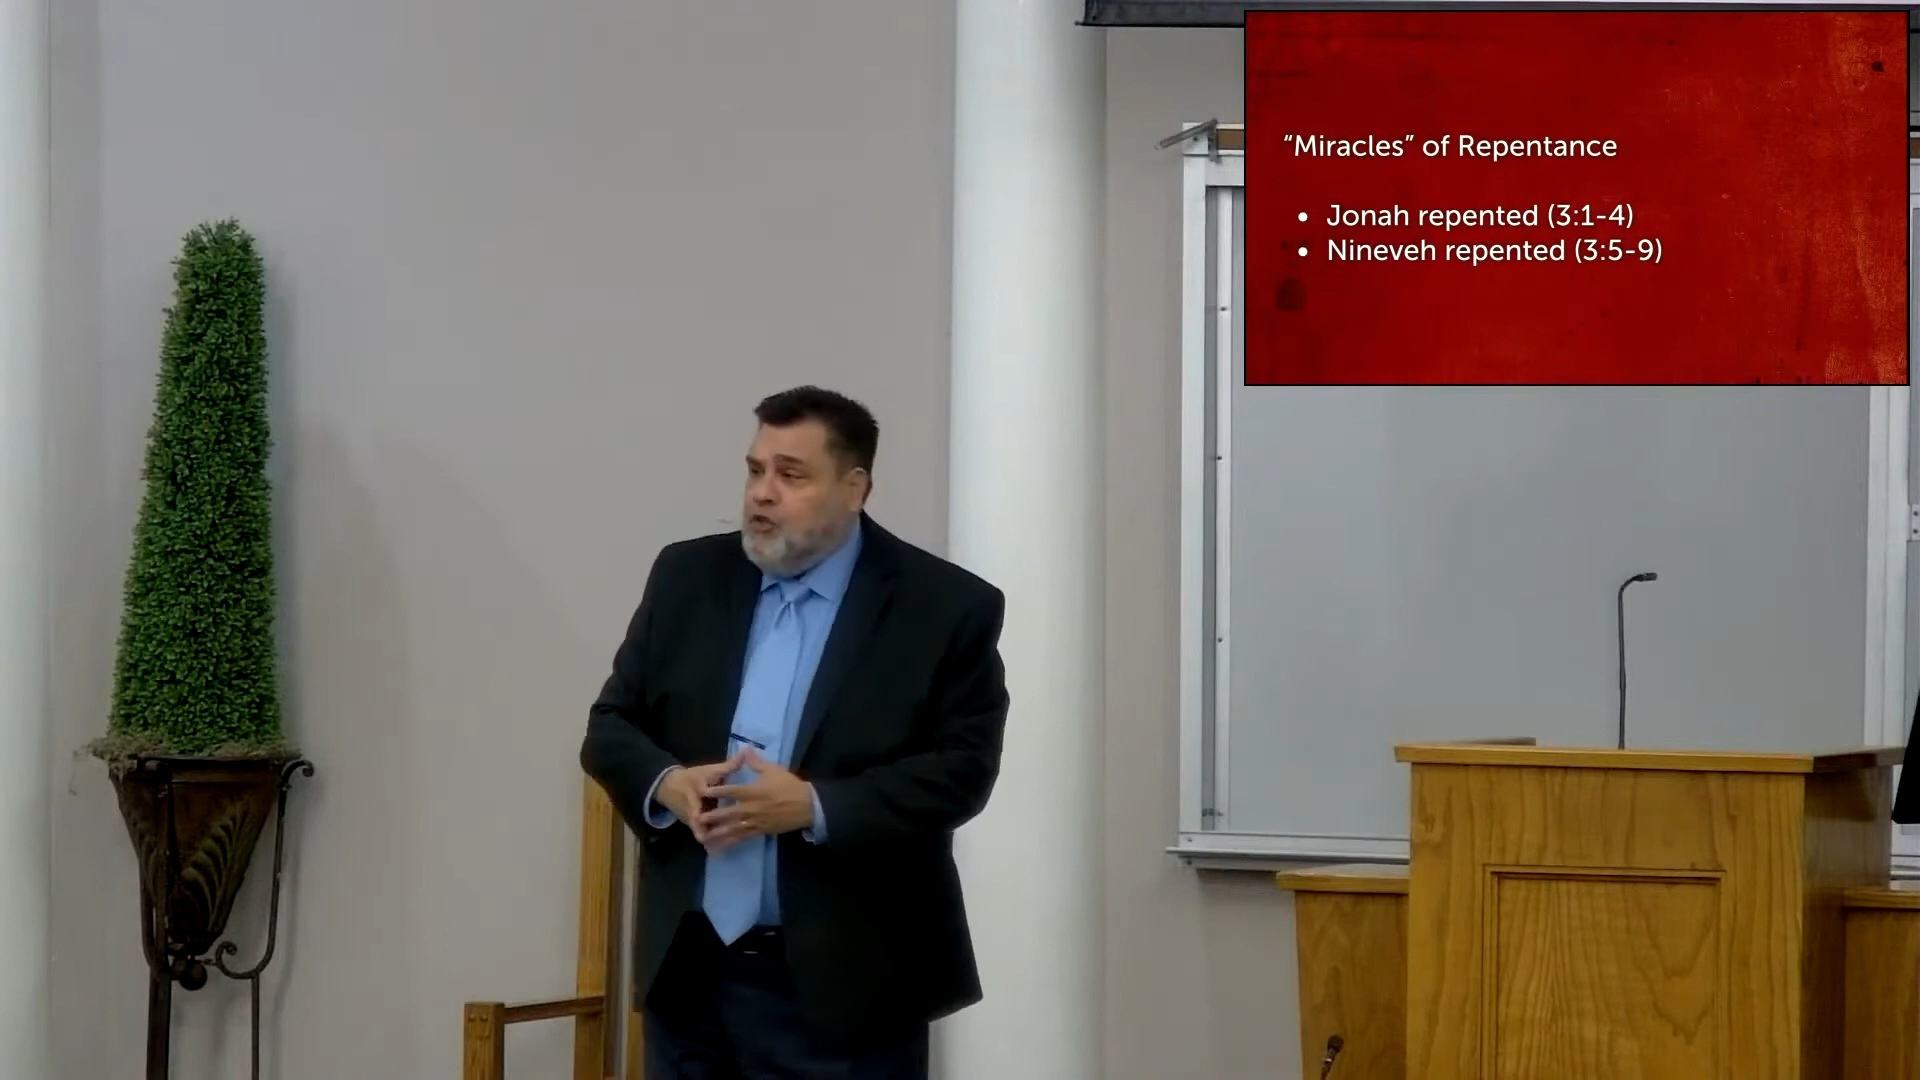 “Miracles” of Repentance
• Jonah repented (3:1-4)
• Nineveh repented (3:5-9)